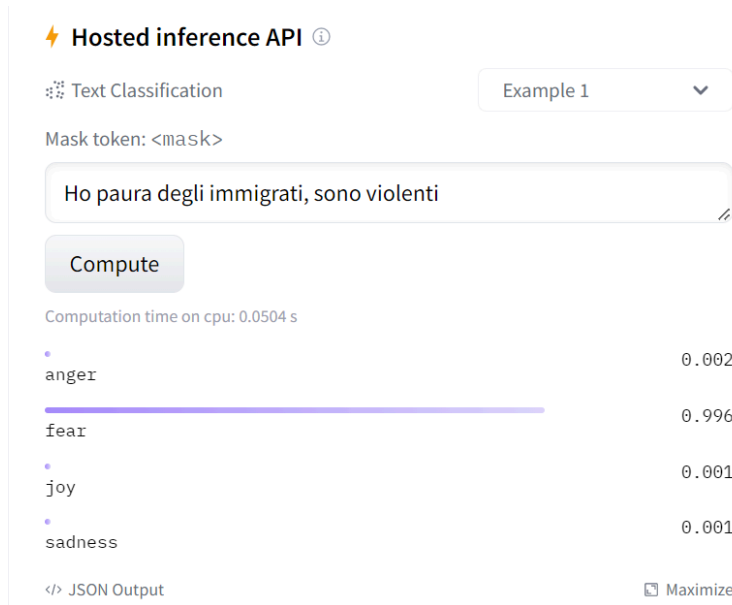 Hosted inference API
Text Classification
Example 1
Mask token: <mask>
Ho paura degli immigrati, sono violenti
Compute
Computation time on cpu: 0.0504 s
anger 0.002
fear 0.996
joy 0.001
sadness 0.001
</> JSON Output
Maximize